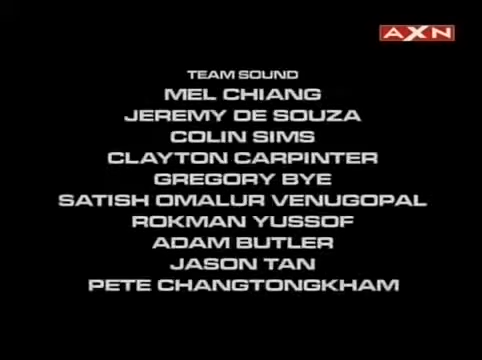 AXN
TEAM SOUND
MEL CHIANG
JEREMY DE SOUZA
COLIN SIMS
CLAYTON CARPINTER
GREGORY BYE
SATISH OMALUR VENUGOPAL
ROKMAN YUSSOF
ADAM BUTLER
JASON TAN
PETE CHANGTONGKHAM